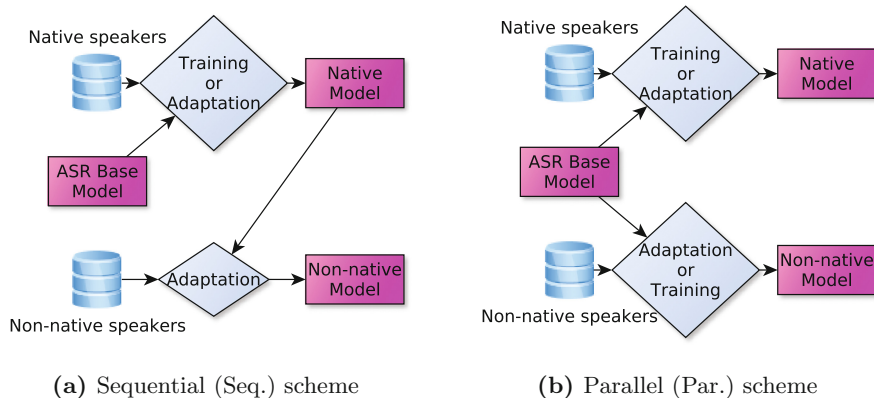 Native speakers
Training
or
Adaptation
Native
Model
ASR Base
Model
Adaptation
Non-native
Model
Non-native speakers
(a) Sequential (Seq.) scheme
Native speakers
Training
or
Adaptation
Native
Model
ASR Base
Model
Adaptation
or
Training
Non-native
Model
Non-native speakers
(b) Parallel (Par.) scheme